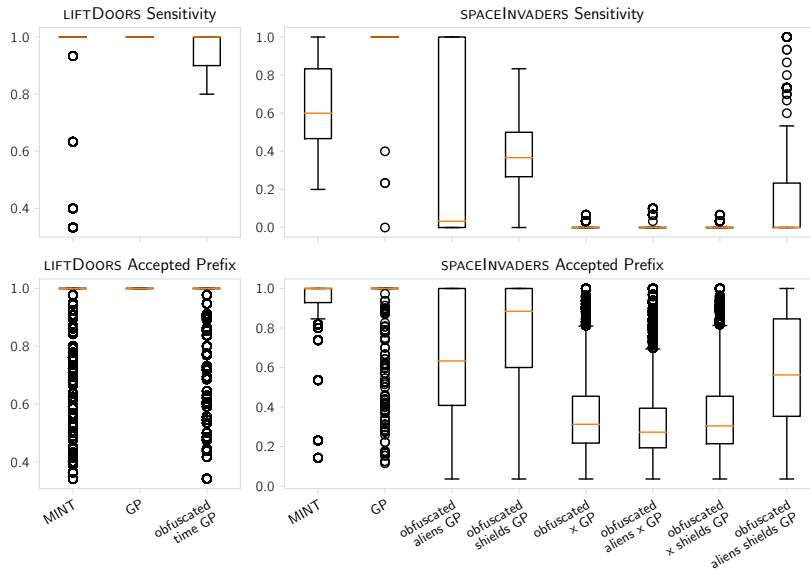 LIFTDOORS Sensitivity
SPACEINVADERS Sensitivity
1.0
0.8
0.6
0.4
1.0
0.8
0.6
0.4
0.2
0.0
LIFTDOORS Accepted Prefix
SPACEINVADERS Accepted Prefix
1.0
0.8
0.6
0.4
1.0
0.8
0.6
0.4
0.2
0.0
MINT
GP
obfuscated
time GP
MINT
GP
obfuscated
aliens GP
obfuscated
shields GP
obfuscated
x GP
obfuscated
aliens x GP
obfuscated
x shields GP
obfuscated
aliens shields GP